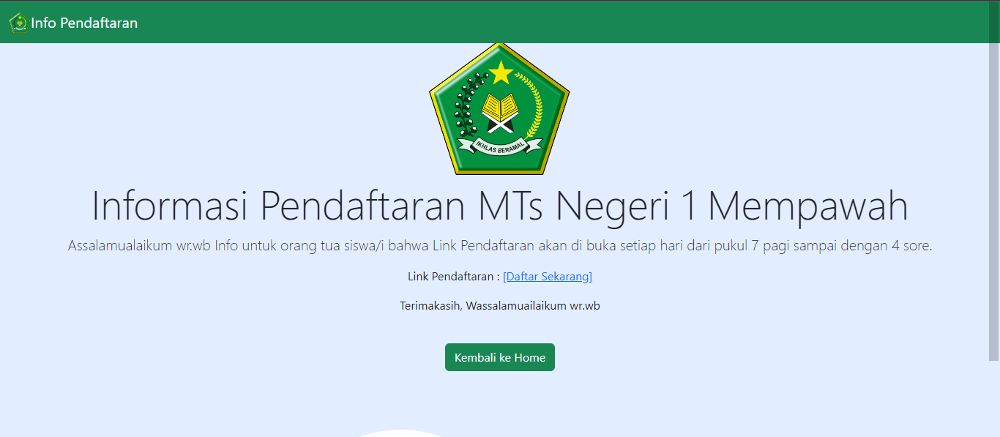 Info Pendaftaran
IKHLAS BERAMAL
Informasi Pendaftaran MTs Negeri 1 Mempawah
Assalamualaikum wr.wb Info untuk orang tua siswa/i bahwa Link Pendaftaran akan di buka setiap hari dari pukul 7 pagi sampai dengan 4 sore.
Link Pendaftaran : [Daftar Sekarang]
Terimakasih, Wassalamuailaikum wr.wb
Kembali ke Home